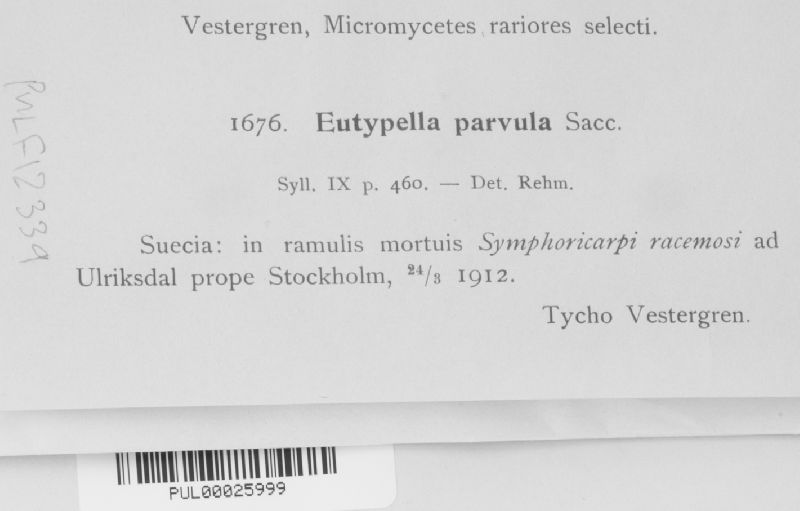 Vestergren, Micromycetes rariores selecti.
1676. Eutypella parvula Sacc.
Syll. IX p. 460. — Det. Rehm.
Suecia: in ramulis mortuis Symphoricarpi racemosi ad
Ulriksdal prope Stockholm, 24/3 1912.
Tycho Vestergren.
PULF12339
PUL00025999